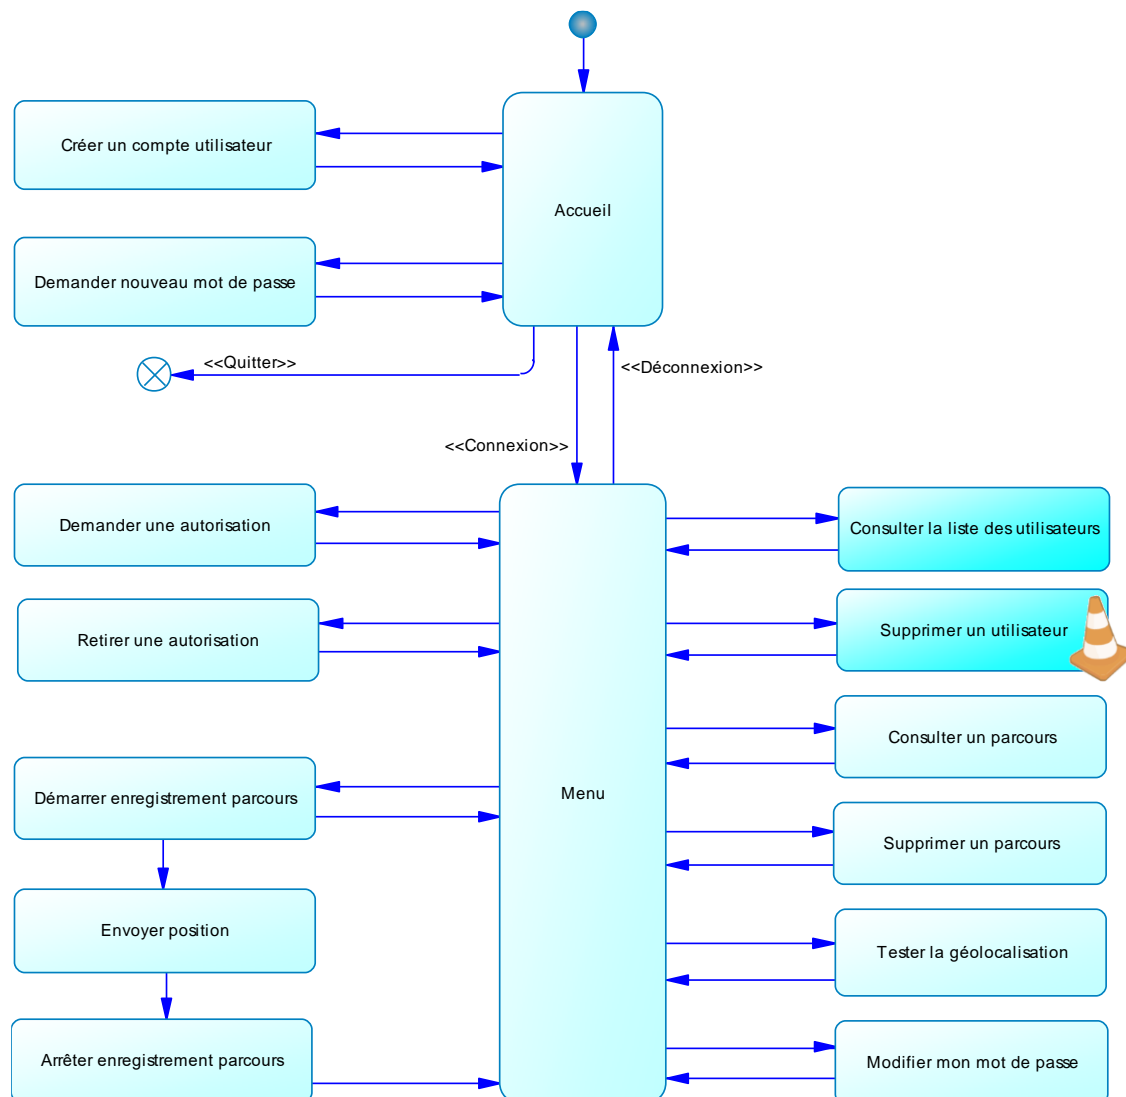 Créer un compte utilisateur
Accueil
Demander nouveau mot de passe
<<Quitter>>
<<Déconnexion>>
<<Connexion>>
Demander une autorisation
Consulter la liste des utilisateurs
Retirer une autorisation
Supprimer un utilisateur
Consulter un parcours
Menu
Démarrer enregistrement parcours
Supprimer un parcours
Envoyer position
Tester la géolocalisation
Arrêter enregistrement parcours
Modifier mon mot de passe